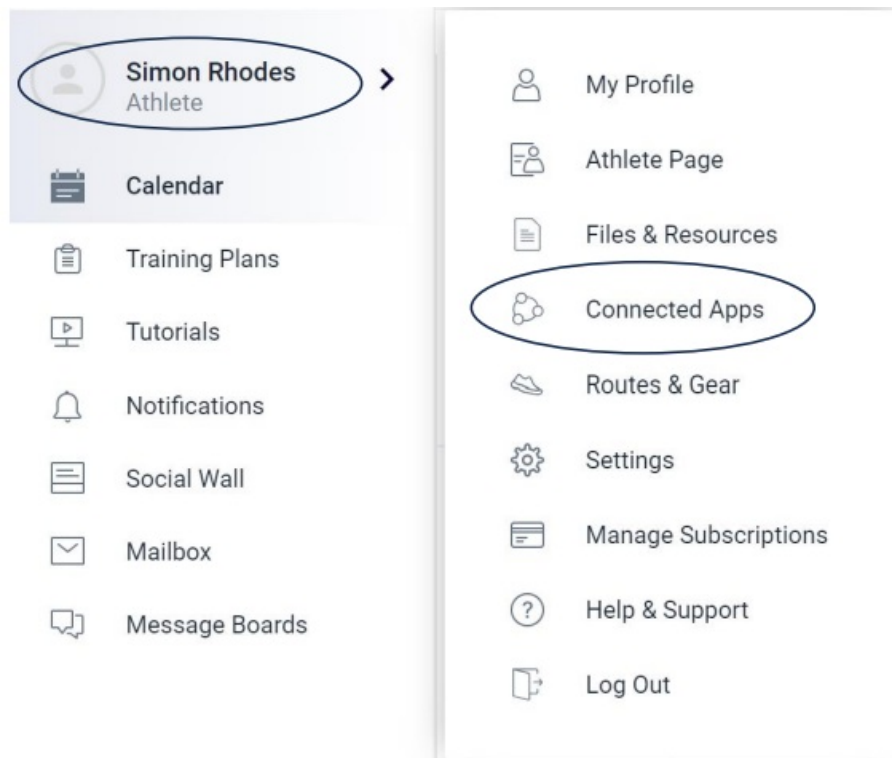 Simon Rhodes
Athlete
Calendar
Training Plans
Tutorials
Notifications
Social Wall
Mailbox
Message Boards
My Profile
Athlete Page
Files & Resources
Connected Apps
Routes & Gear
Settings
Manage Subscriptions
Help & Support
Log Out